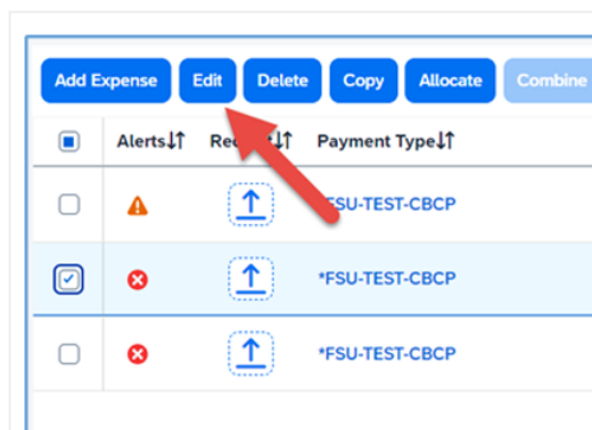 Add Expense Edit Delete Copy Allocate Combine
Alerts Payment Type
FSU-TEST-CBCP
*FSU-TEST-CBCP
*FSU-TEST-CBCP